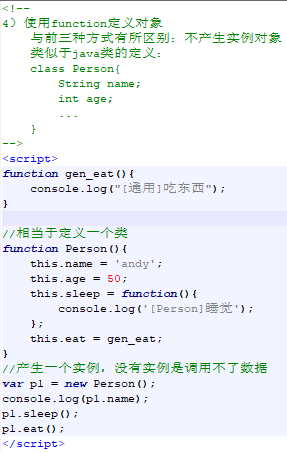 <!--
4) 使用function定义对象
    与前三种方式有所区别: 不产生实例对象
    类似于java类的定义:
    class Person{
        String name;
        int age;
        ...
    }
-->
<script>
function gen_eat(){
    console.log("[通用]吃东西");
}

//相当于定义一个类
function Person(){
    this.name = 'andy';
    this.age = 50;
    this.sleep = function(){
        console.log('[Person]睡觉');
    };
    this.eat = gen_eat;
}
//产生一个实例，没有实例是调用不了数据
var p1 = new Person();
console.log(p1.name);
p1.sleep();
p1.eat();
</script>